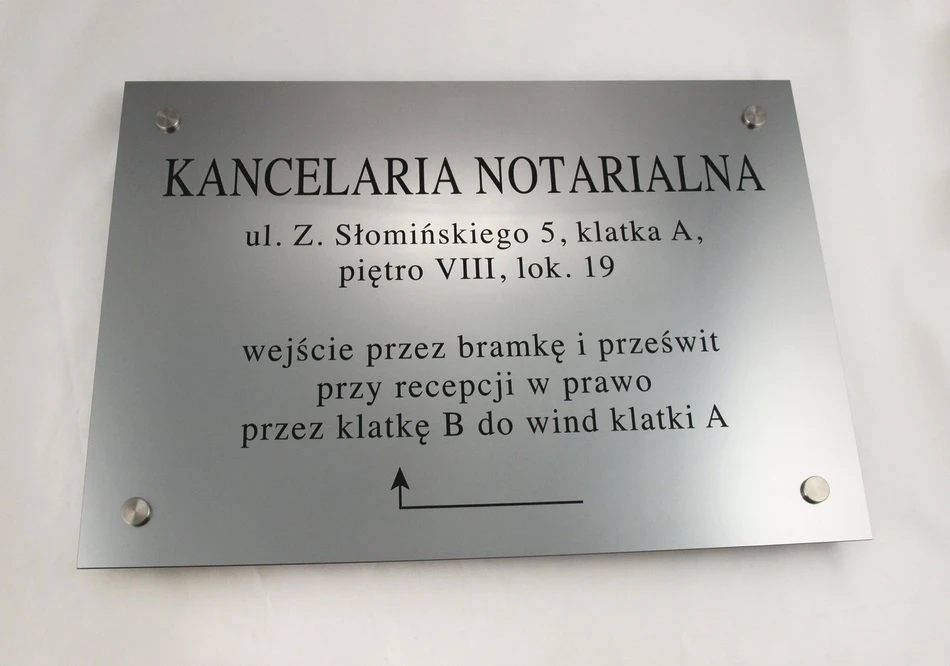 KANCELARIA NOTARIALNA
ul. Z. Słomińskiego 5, klatka A,
piętro VIII, lok. 19
wejście przez bramkę i prześwit
przy recepcji w prawo
przez klatkę B do wind klatki A